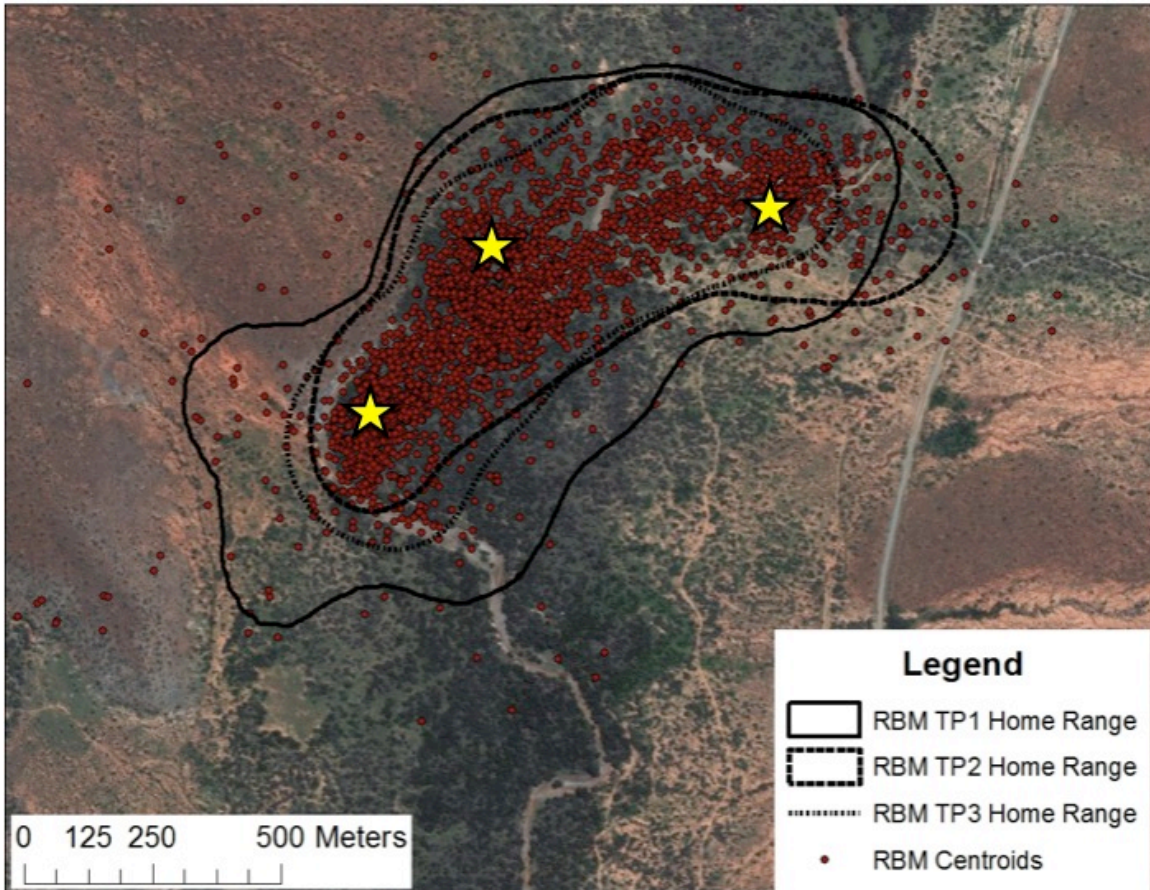 Legend
RBM TP1 Home Range
RBM TP2 Home Range
RBM TP3 Home Range
RBM Centroids
0 125 250 500 Meters